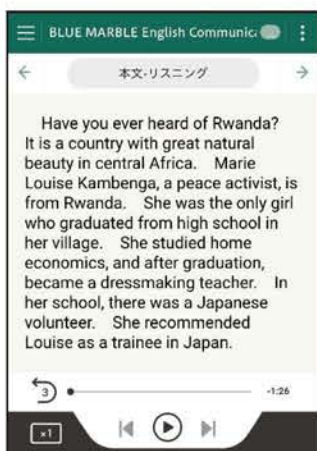 BLUE MARBLE English Communic
本文-リスニング
Have you ever heard of Rwanda?
It is a country with great natural
beauty in central Africa. Marie
Louise Kambenga, a peace activist, is
from Rwanda. She was the only girl
who graduated from high school in
her village. She studied home
economics, and after graduation,
became a dressmaking teacher. In
her school, there was a Japanese
volunteer. She recommended
Louise as a trainee in Japan.
3
-1:26
×1